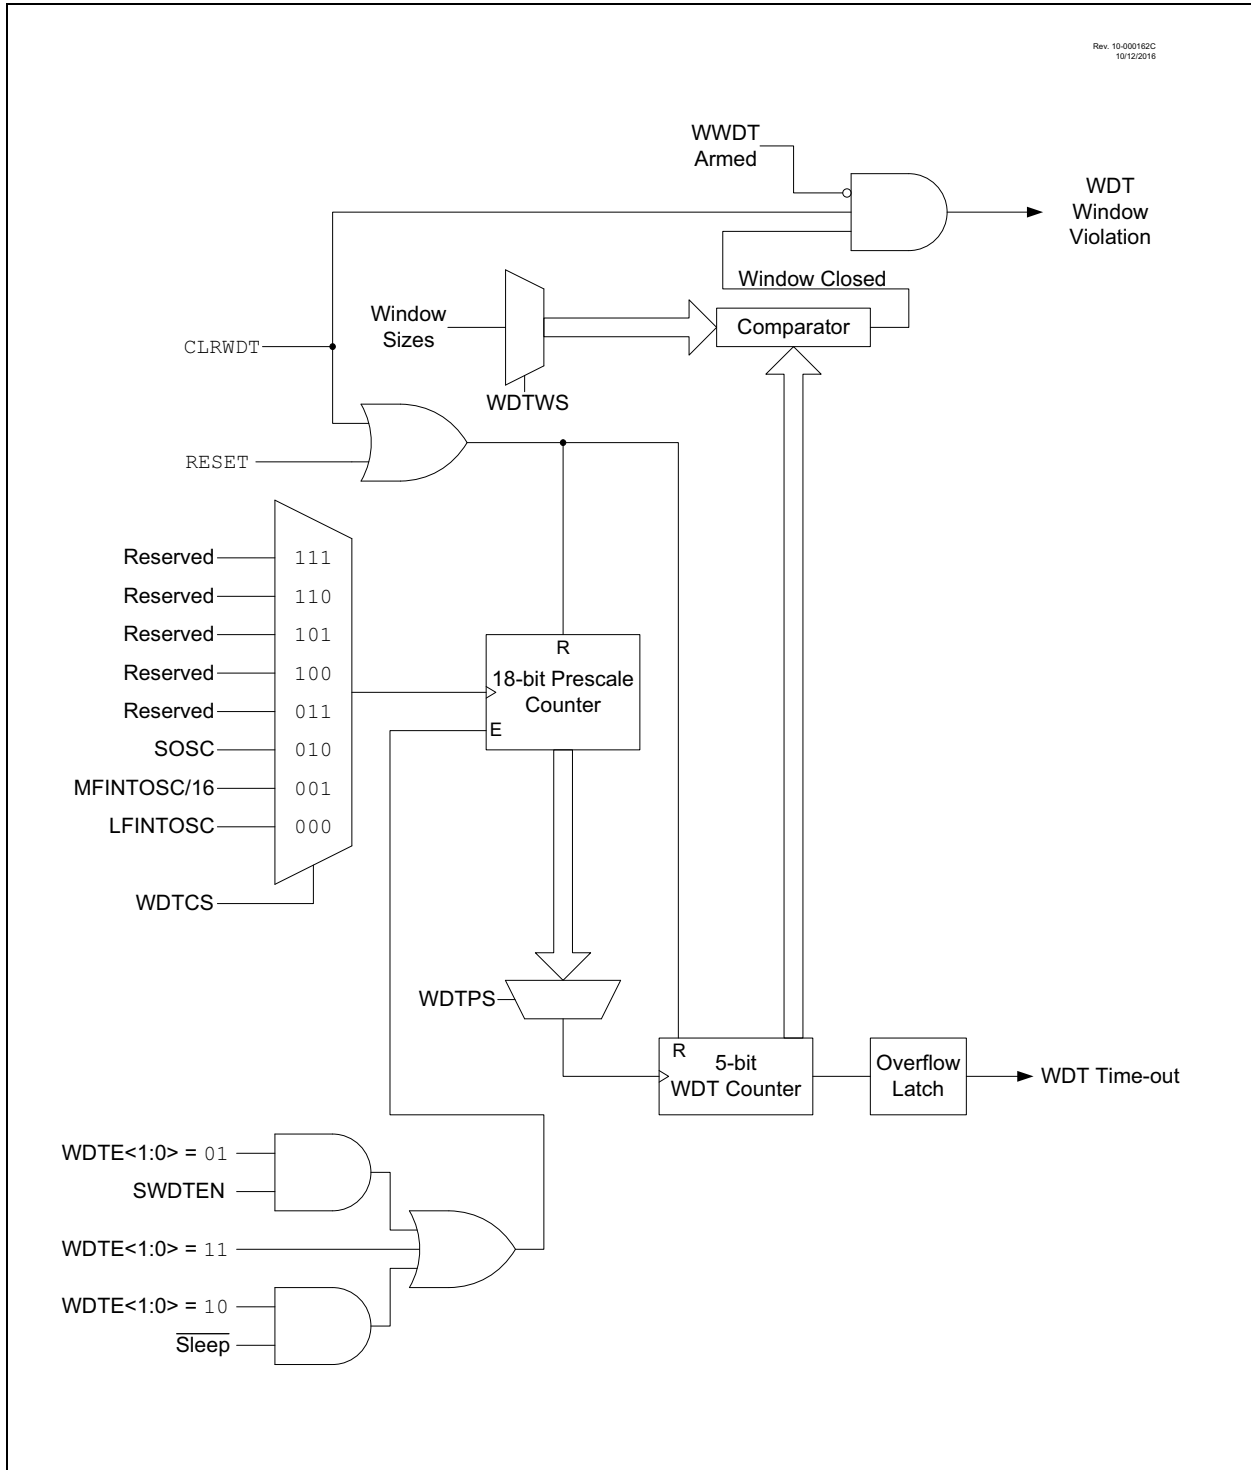 Rev. 10-000162C
10/12/2016
WWDT
Armed
WDT
Window
Violation
Window Closed
Window
Sizes
Comparator
CLRWDT
WDTWS
RESET
Reserved 111
Reserved 110
Reserved 101
Reserved 100
Reserved 011
SOSC 010
MFINTOSC/16 001
LFINTOSC 000
WDTCS
R
18-bit Prescale
Counter
E
WDTPS
R
5-bit
WDT Counter
Overflow
Latch
WDT Time-out
WDTE<1:0> = 01
SWDTEN
WDTE<1:0> = 11
WDTE<1:0> = 10
Sleep